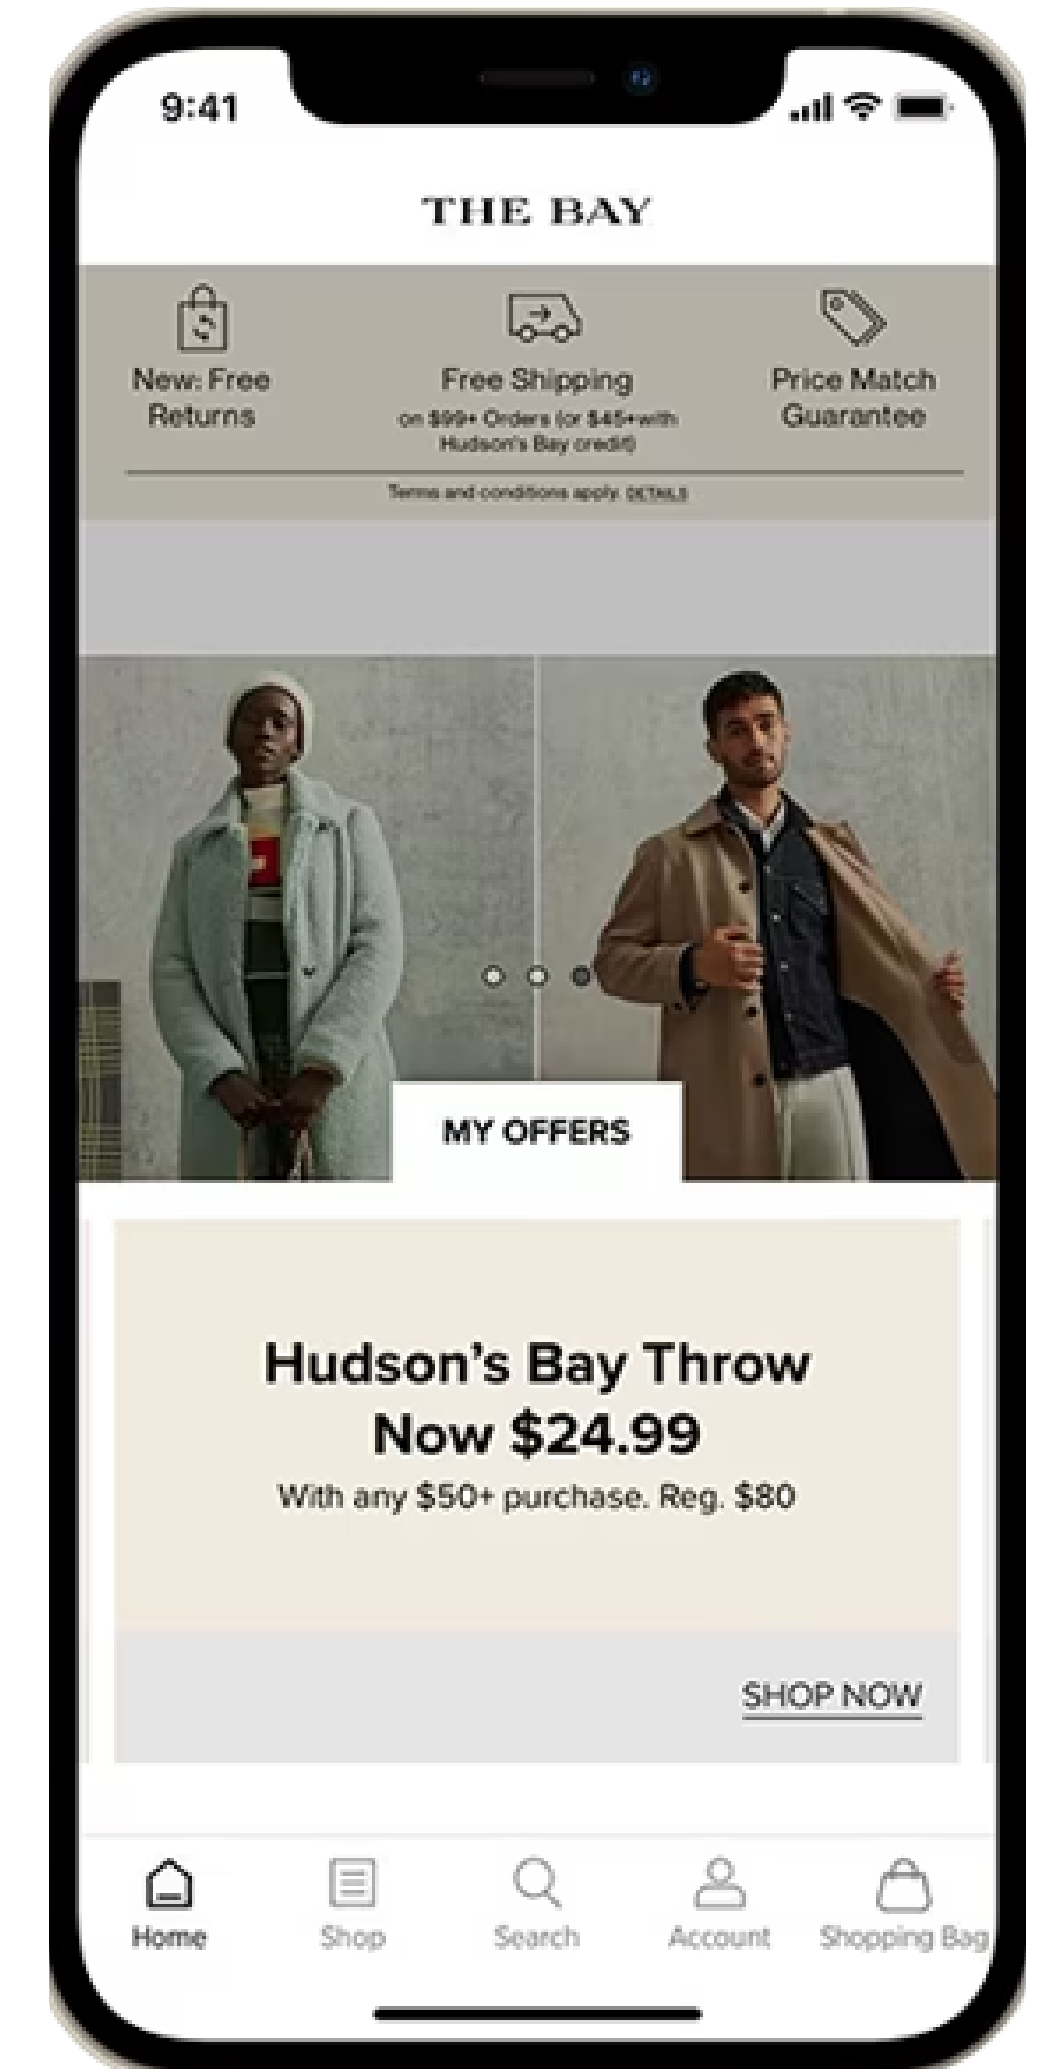 9:41
THE BAY
New: Free
Returns
Free Shipping
on $99+ Orders (or $45+with
Hudson's Bay credit)
Price Match
Guarantee
Terms and conditions apply. DETAILS
MY OFFERS
Hudson's Bay Throw
Now $24.99
With any $50+ purchase. Reg. $80
SHOP NOW
Home
Shop
Search
Account
Shopping Bag